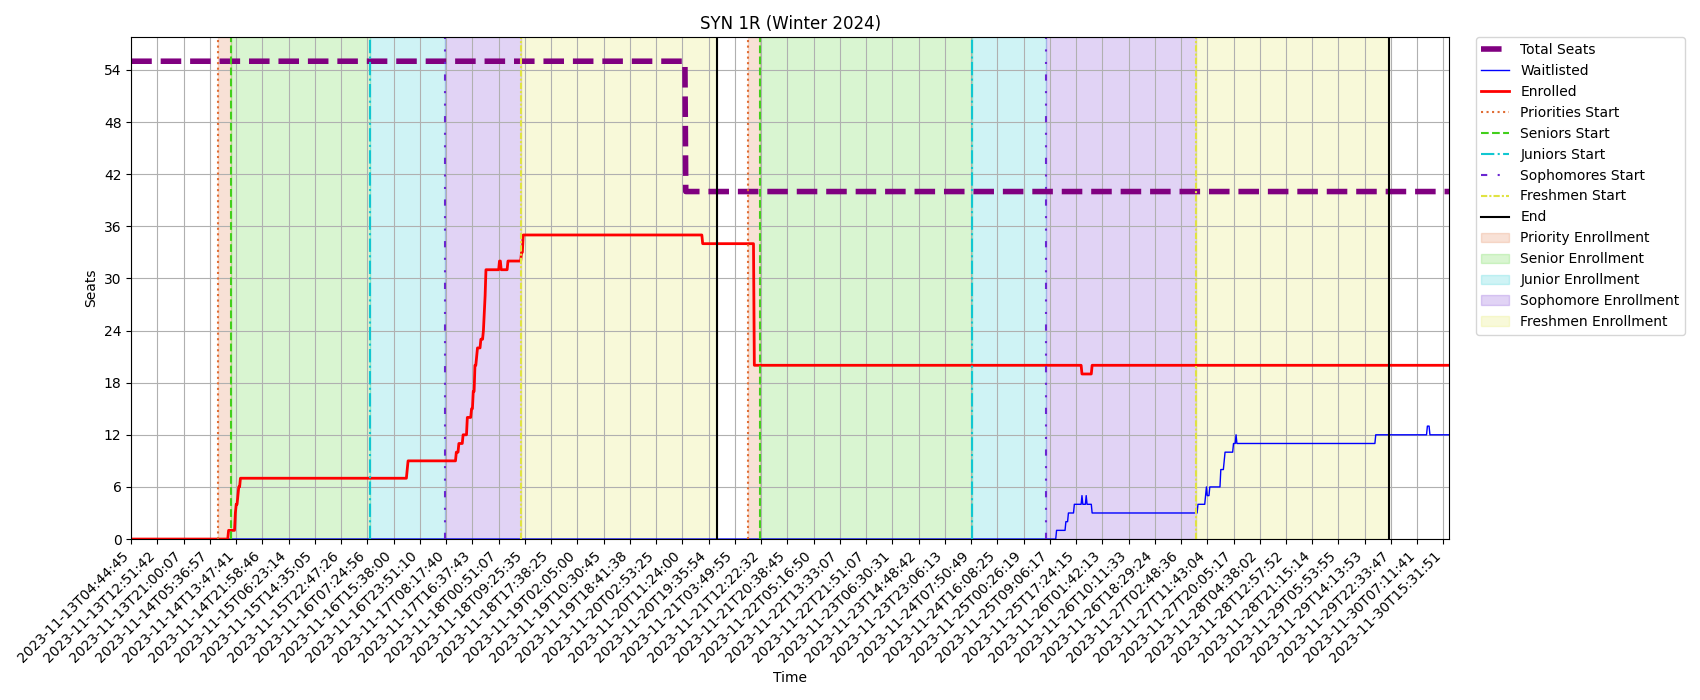 SYN 1R (Winter 2024)
Seats
54
48
42
36
30
24
18
12
6
0
2023-11-13T04:44:45
2023-11-13T12:51:42
2023-11-13T21:00:07
2023-11-14T05:36:57
2023-11-14T13:47:41
2023-11-14T21:58:46
2023-11-15T06:23:14
2023-11-15T14:35:05
2023-11-15T22:47:26
2023-11-16T07:24:56
2023-11-16T15:38:00
2023-11-16T23:51:10
2023-11-17T08:17:40
2023-11-17T16:37:43
2023-11-18T00:51:07
2023-11-18T09:25:35
2023-11-18T17:38:25
2023-11-19T02:05:00
2023-11-19T10:30:45
2023-11-19T18:41:38
2023-11-20T02:53:25
2023-11-20T11:24:00
2023-11-20T19:35:54
2023-11-21T03:49:55
2023-11-21T12:22:32
2023-11-21T20:38:45
2023-11-22T05:16:50
2023-11-22T13:33:07
2023-11-22T21:51:07
2023-11-23T06:30:31
2023-11-23T14:48:42
2023-11-23T23:06:13
2023-11-24T07:50:49
2023-11-24T16:08:25
2023-11-25T00:26:19
2023-11-25T09:06:17
2023-11-25T17:24:15
2023-11-26T01:42:13
2023-11-26T10:11:33
2023-11-26T18:29:24
2023-11-27T02:48:36
2023-11-27T11:43:04
2023-11-27T20:05:17
2023-11-28T04:38:02
2023-11-28T12:57:52
2023-11-28T21:15:14
2023-11-29T05:53:55
2023-11-29T14:13:53
2023-11-29T22:33:47
2023-11-30T07:11:41
2023-11-30T15:31:51
Time
Total Seats
Waitlisted
Enrolled
Priorities Start
Seniors Start
Juniors Start
Sophomores Start
Freshmen Start
End
Priority Enrollment
Senior Enrollment
Junior Enrollment
Sophomore Enrollment
Freshmen Enrollment